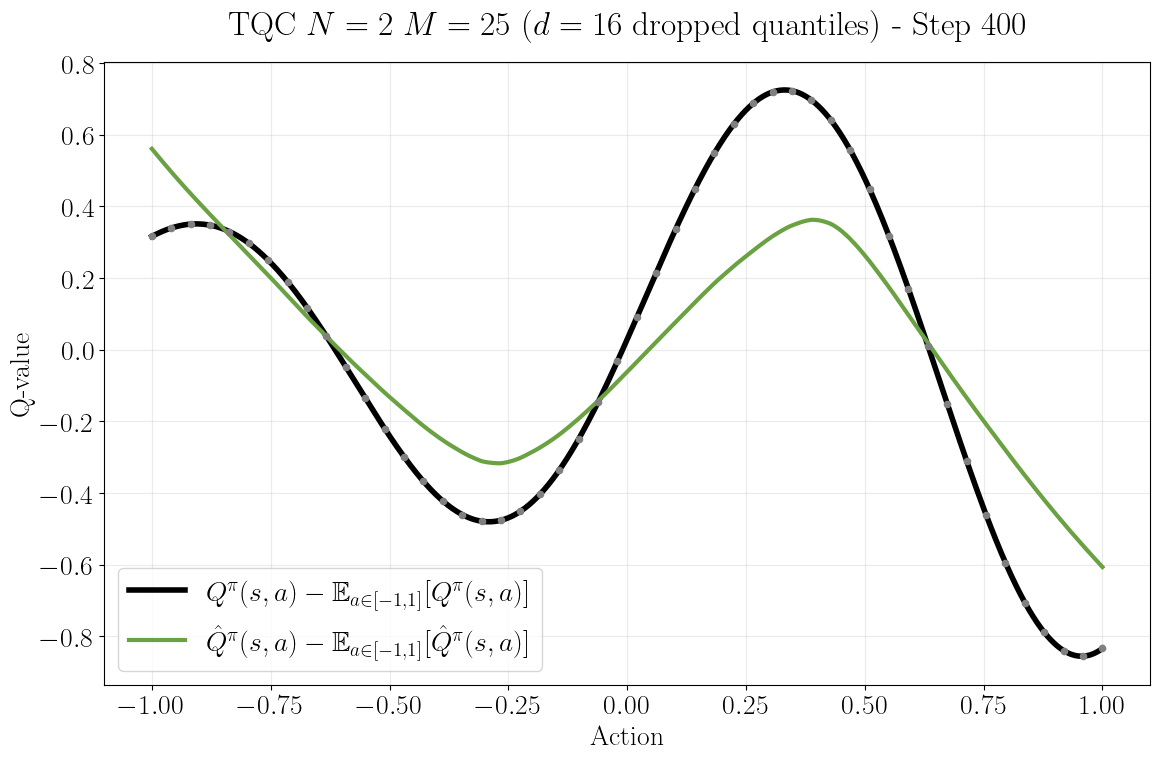 TQC N = 2 M = 25 (d = 16 dropped quantiles) - Step 400
0.8
0.6
0.4
0.2
0.0
−0.2
−0.4
−0.6
−0.8
Q-value
Q^π(s, a) − 𝔼_{a∈[−1,1]}[Q^π(s, a)]
Q̂^π(s, a) − 𝔼_{a∈[−1,1]}[Q̂^π(s, a)]
−1.00 −0.75 −0.50 −0.25 0.00 0.25 0.50 0.75 1.00
Action